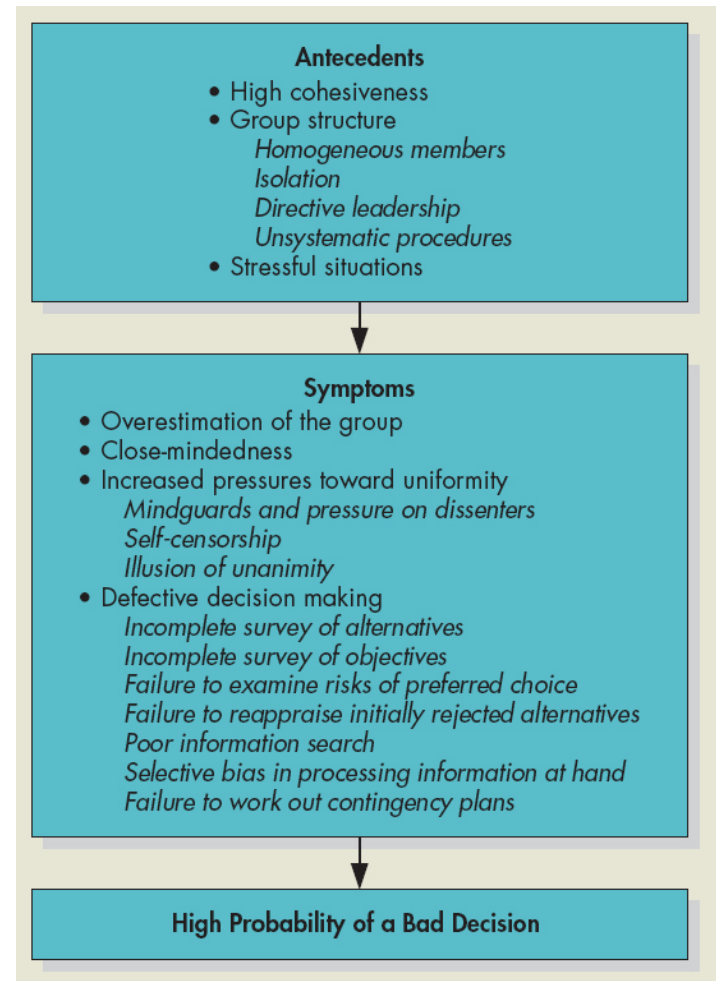 Antecedents
• High cohesiveness
• Group structure
Homogeneous members
Isolation
Directive leadership
Unsystematic procedures
• Stressful situations
Symptoms
• Overestimation of the group
• Close-mindedness
• Increased pressures toward uniformity
Mindguards and pressure on dissenters
Self-censorship
Illusion of unanimity
• Defective decision making
Incomplete survey of alternatives
Incomplete survey of objectives
Failure to examine risks of preferred choice
Failure to reappraise initially rejected alternatives
Poor information search
Selective bias in processing information at hand
Failure to work out contingency plans
High Probability of a Bad Decision